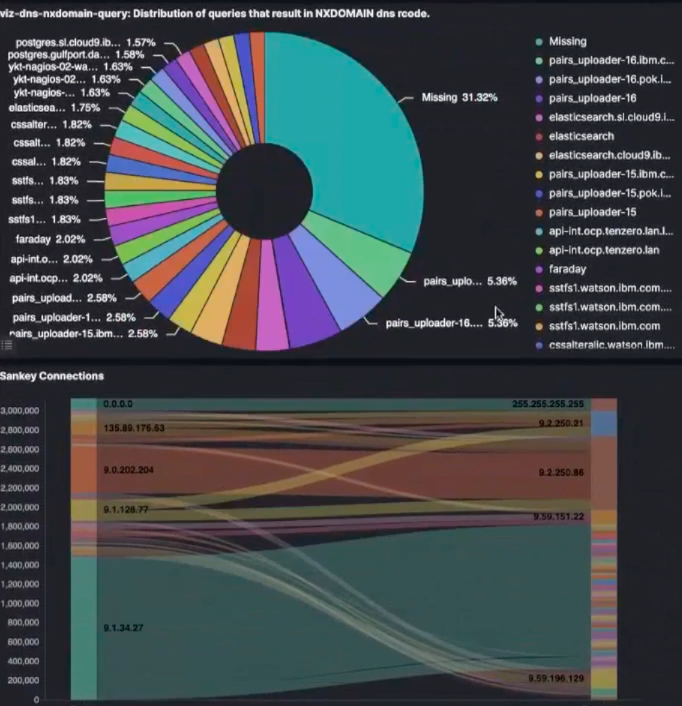 viz-dns-nxdomain-query: Distribution of queries that result in NXDOMAIN dns rcode.
postgres.sl.cloud9.ib... 1.57%
postgres.gulfport.da... 1.58%
ykt-nagios-02-wa... 1.63%
ykt-nagios-02... 1.63%
ykt-nagios-... 1.63%
elasticsea... 1.75%
cssalter... 1.82%
cssalt... 1.82%
cssal... 1.82%
sstfs... 1.83%
sstfs... 1.83%
sstfs1... 1.83%
faraday 2.02%
api-int.o... 2.02%
api-int.ocp... 2.02%
pairs_upload... 2.58%
pairs_uploader-1... 2.58%
pairs_uploader-15.ibm... 2.58%
Missing 31.32%
pairs_uplo... 5.36%
pairs_uploader-16.... 5.36%
Missing
pairs_uploader-16.ibm.c...
pairs_uploader-16.pok.i...
pairs_uploader-16
elasticsearch.sl.cloud9.i...
elasticsearch
elasticsearch.cloud9.ib...
pairs_uploader-15.ibm.c...
pairs_uploader-15.pok.i...
pairs_uploader-15
api-int.ocp.tenzero.lan.l...
api-int.ocp.tenzero.lan
faraday
sstfs1.watson.ibm.com....
sstfs1.watson.ibm.com....
sstfs1.watson.ibm.com
cssalteralic.watson.ibm....
Sankey Connections
3,000,000
2,800,000
2,600,000
2,400,000
2,200,000
2,000,000
1,800,000
1,600,000
1,400,000
1,200,000
1,000,000
800,000
600,000
400,000
200,000
0
0.0.0.0
135.89.176.53
9.0.202.204
9.1.128.77
9.1.34.27
255.255.255.255
9.2.250.21
9.2.250.86
9.59.151.22
9.59.196.129